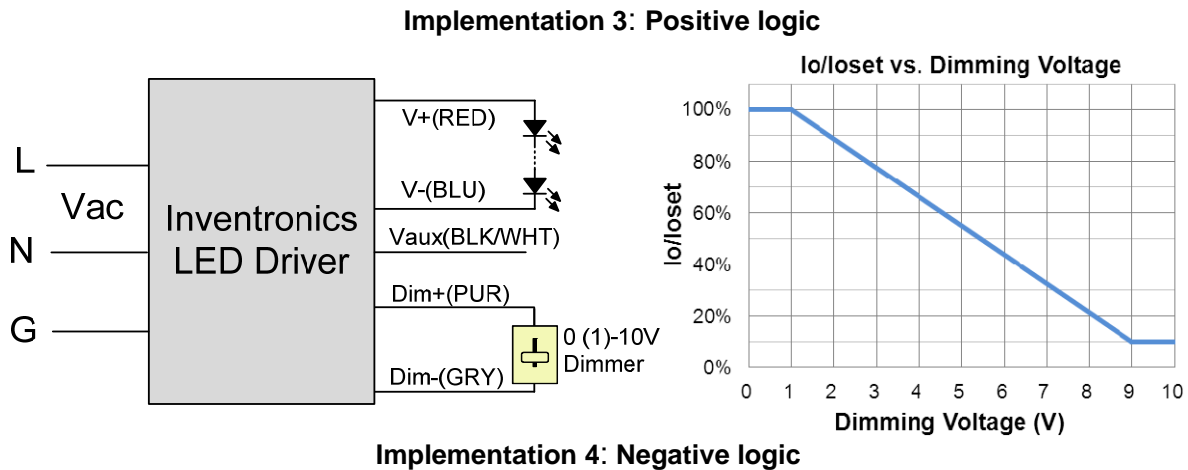 Implementation 3: Positive logic
L
Vac
N
G
Inventronics
LED Driver
V+(RED)
V-(BLU)
Vaux(BLK/WHT)
Dim+(PUR)
Dim-(GRY)
0 (1)-10V
Dimmer
Io/Ioset vs. Dimming Voltage
Io/Ioset
100%
80%
60%
40%
20%
0%
0 1 2 3 4 5 6 7 8 9 10
Dimming Voltage (V)
Implementation 4: Negative logic